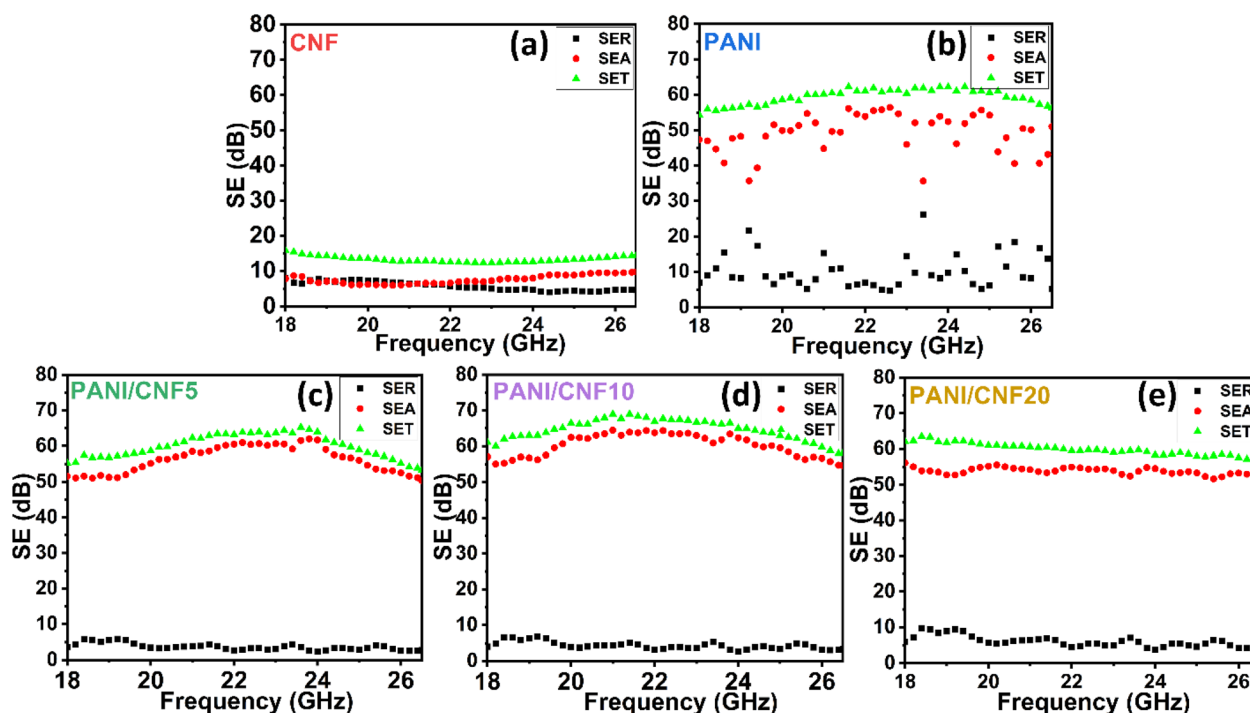 CNF
(a)
SER
SEA
SET
80
70
60
50
40
30
20
10
0
SE (dB)
18 20 22 24 26
Frequency (GHz)
PANI
(b)
SER
SEA
SET
80
70
60
50
40
30
20
10
0
SE (dB)
18 20 22 24 26
Frequency (GHz)
PANI/CNF5
(c)
SER
SEA
SET
80
70
60
50
40
30
20
10
0
SE (dB)
18 20 22 24 26
Frequency (GHz)
PANI/CNF10
(d)
SER
SEA
SET
80
70
60
50
40
30
20
10
0
SE (dB)
18 20 22 24 26
Frequency (GHz)
PANI/CNF20
(e)
SER
SEA
SET
80
70
60
50
40
30
20
10
0
SE (dB)
18 20 22 24 26
Frequency (GHz)